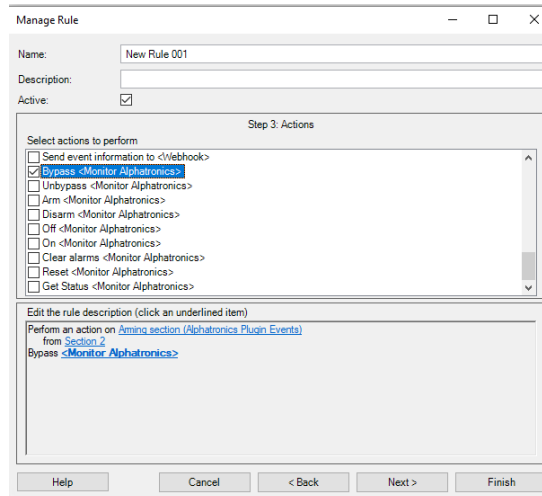 Manage Rule
Name: New Rule 001
Description:
Active:
Step 3: Actions
Select actions to perform
Send event information to <Webhook>
Bypass <Monitor Alphatronics>
Unbypass <Monitor Alphatronics>
Arm <Monitor Alphatronics>
Disarm <Monitor Alphatronics>
Off <Monitor Alphatronics>
On <Monitor Alphatronics>
Clear alarms <Monitor Alphatronics>
Reset <Monitor Alphatronics>
Get Status <Monitor Alphatronics>
Edit the rule description (click an underlined item)
Perform an action on Arming section (Alphatronics Plugin Events)
from Section 2
Bypass <Monitor Alphatronics>
Help Cancel < Back Next > Finish